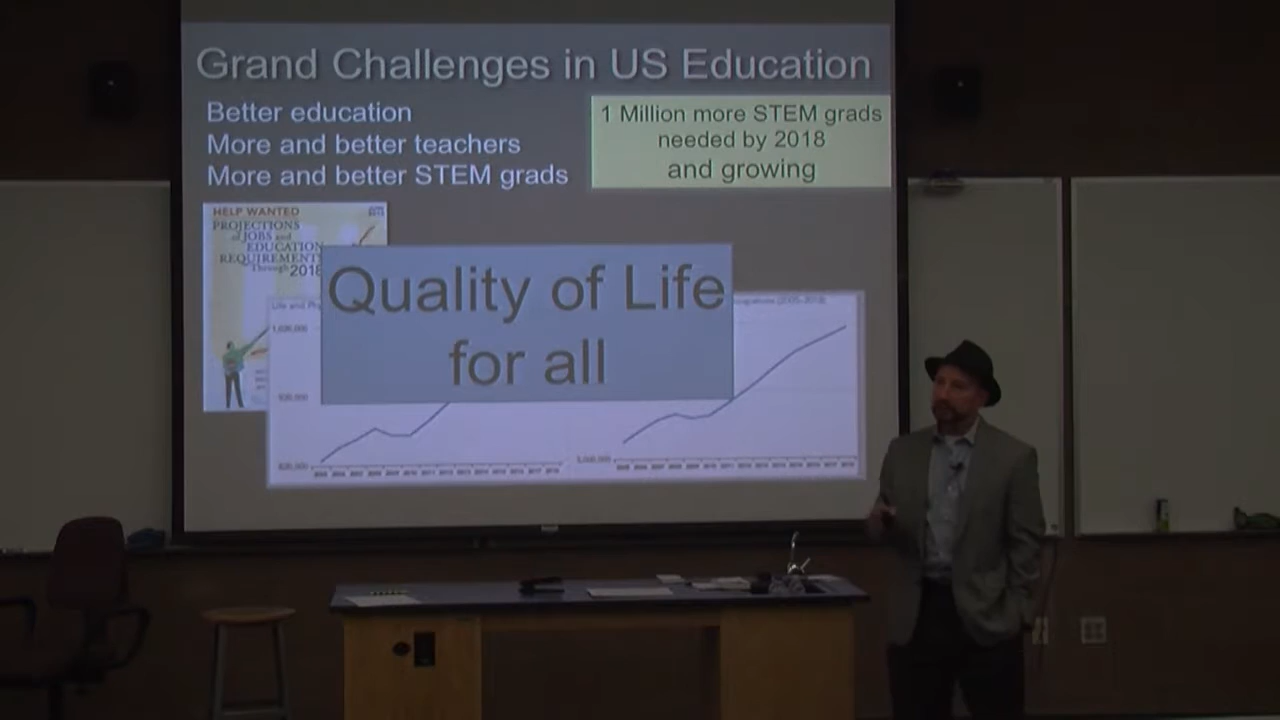 Grand Challenges in US Education
Better education
More and better teachers
More and better STEM grads
1 Million more STEM grads
needed by 2018
and growing
HELP WANTED
PROJECTIONS
of JOBS and
EDUCATION
REQUIREMENTS
Through 2018
Quality of Life
for all